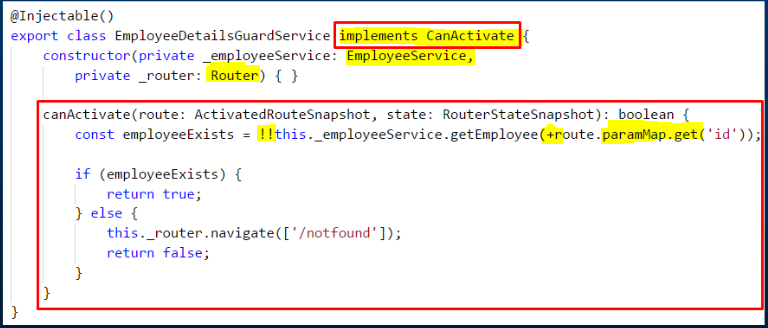 @Injectable()
export class EmployeeDetailsGuardService implements CanActivate {
    constructor(private _employeeService: EmployeeService,
        private _router: Router) { }

    canActivate(route: ActivatedRouteSnapshot, state: RouterStateSnapshot): boolean {
        const employeeExists = !!this._employeeService.getEmployee(+route.paramMap.get('id'));

        if (employeeExists) {
            return true;
        } else {
            this._router.navigate(['/notfound']);
            return false;
        }
    }
}